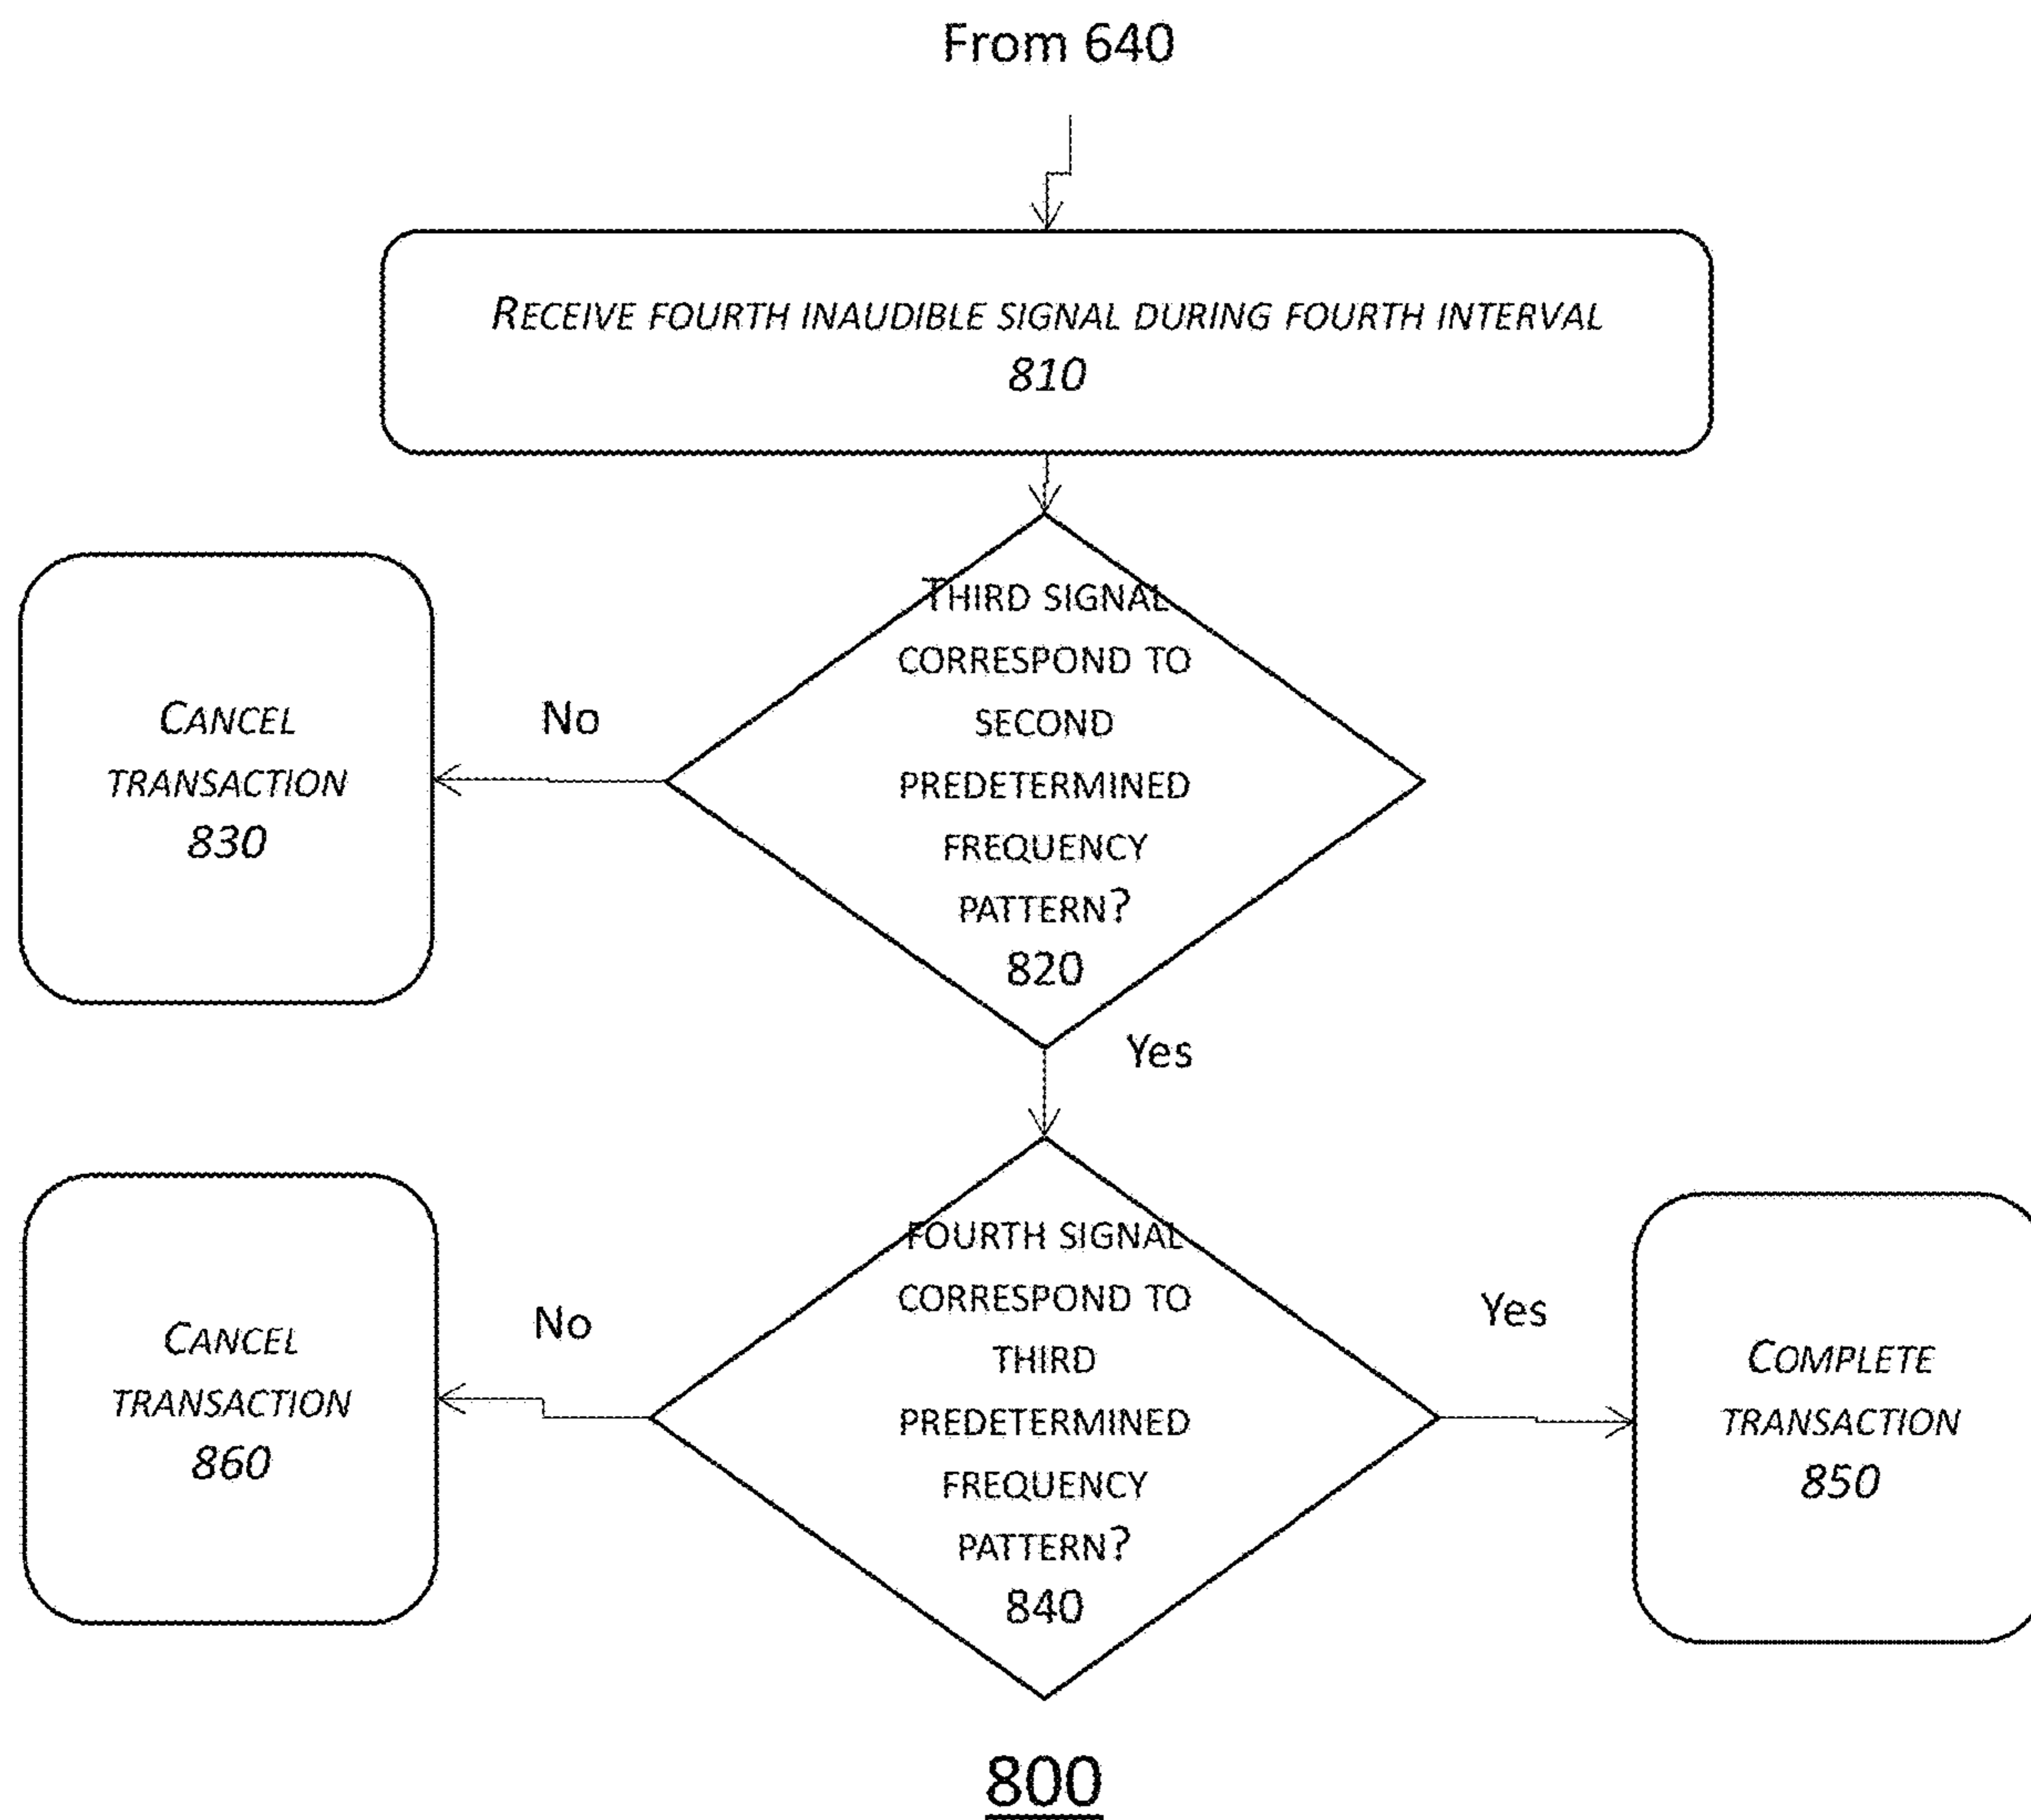 From 640
RECEIVE FOURTH INAUDIBLE SIGNAL DURING FOURTH INTERVAL
810
THIRD SIGNAL
CORRESPOND TO
SECOND
PREDETERMINED
FREQUENCY
PATTERN?
820
No
CANCEL
TRANSACTION
830
Yes
FOURTH SIGNAL
CORRESPOND TO
THIRD
PREDETERMINED
FREQUENCY
PATTERN?
840
No
CANCEL
TRANSACTION
860
Yes
COMPLETE
TRANSACTION
850
800